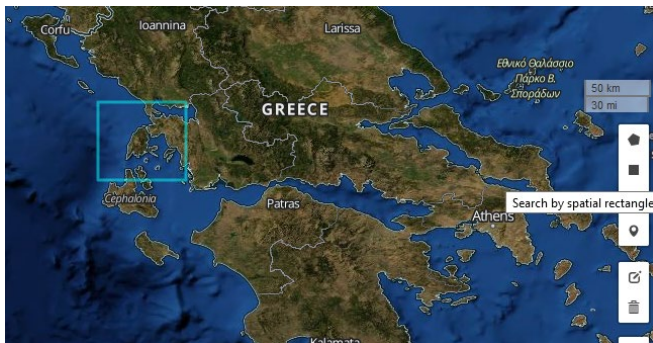 Corfu
Ioannina
Larissa
Εθνικό Θαλάσσιο
Πάρκο Β.
Σποράδων
50 km
30 mi
GREECE
Cephalonia
Patras
Search by spatial rectangle
Athens
Kalamata